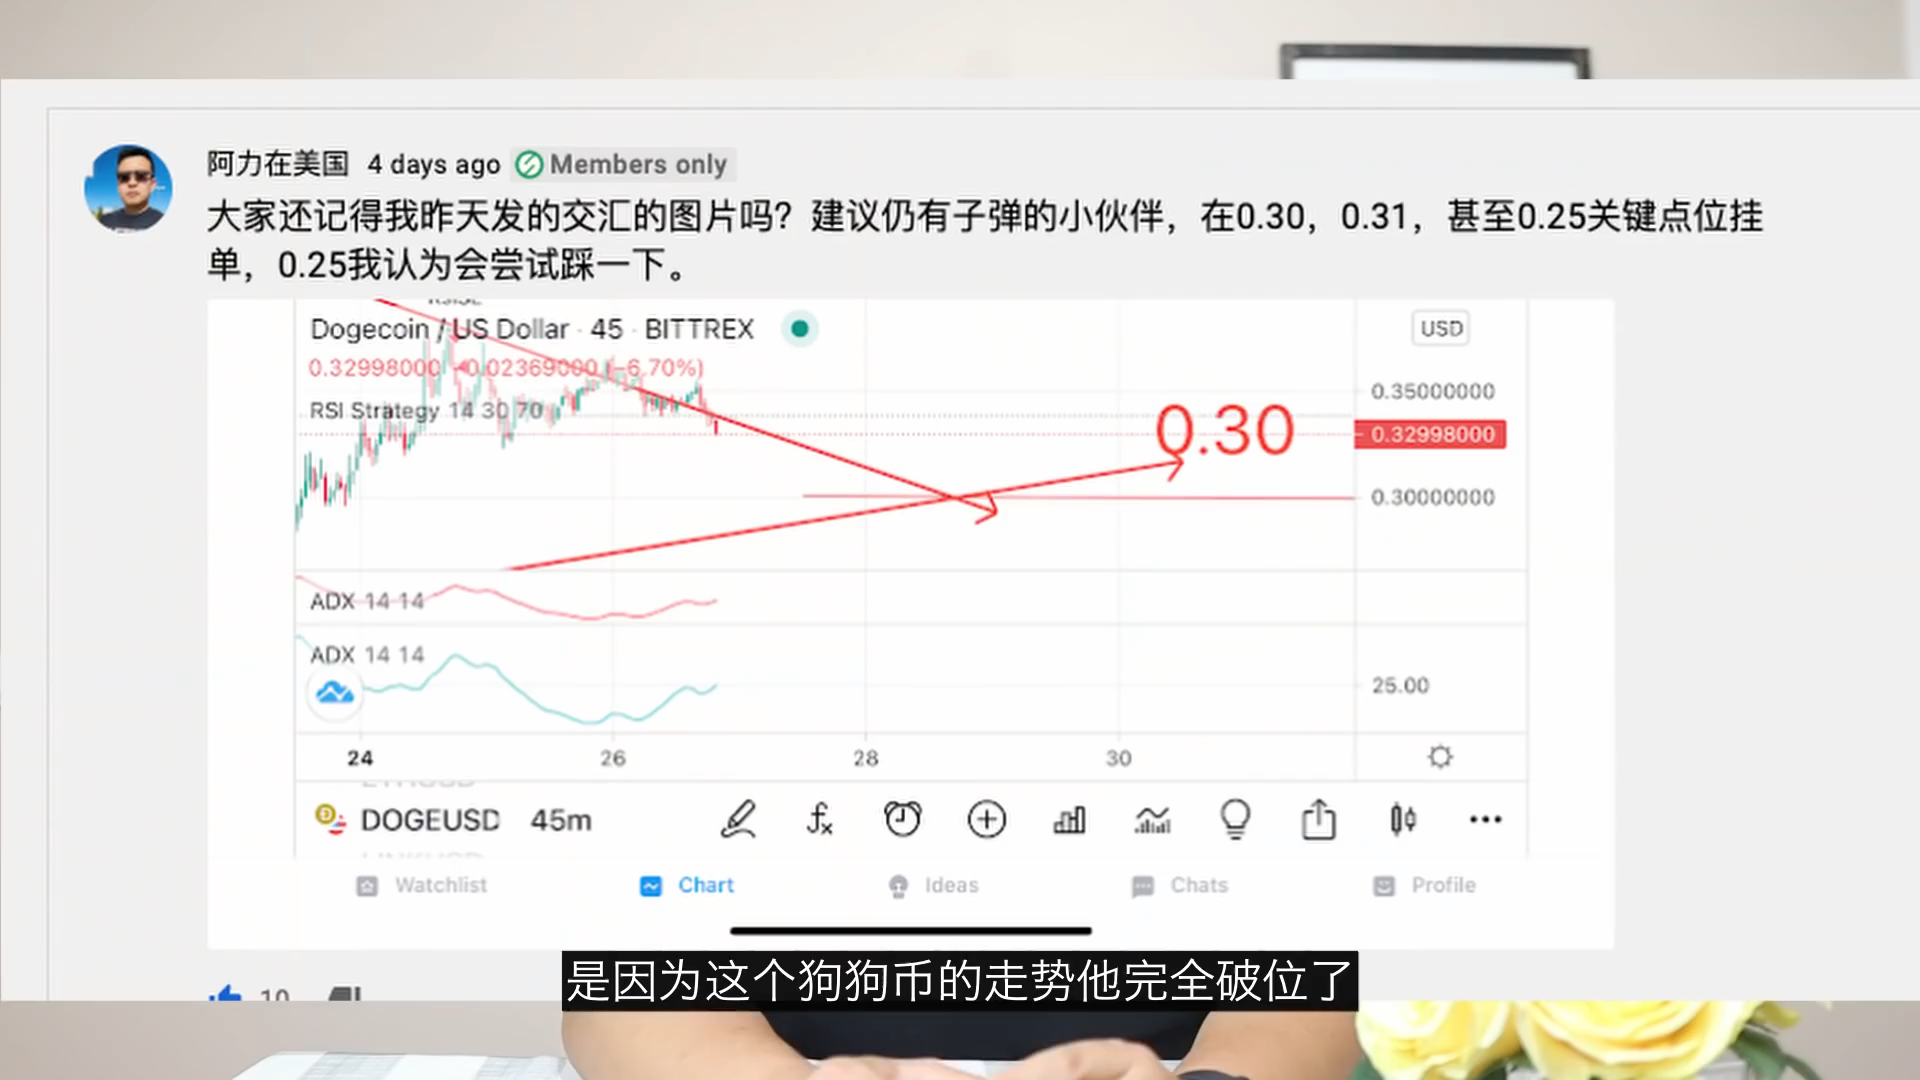 阿力在美国 4 days ago Members only
大家还记得我昨天发的交汇的图片吗？建议仍有子弹的小伙伴，在0.30，0.31，甚至0.25关键点位挂
单，0.25我认为会尝试踩一下。
Dogecoin / US Dollar · 45 · BITTREX
USD
0.32998000 -0.02369000 (-6.70%)
0.35000000
RSI Strategy 14 30 70
0.30
0.32998000
0.30000000
ADX 14 14
ADX 14 14
25.00
24 26 28 30
DOGEUSD 45m
Watchlist Chart Ideas Chats Profile
10
是因为这个狗狗币的走势他完全破位了